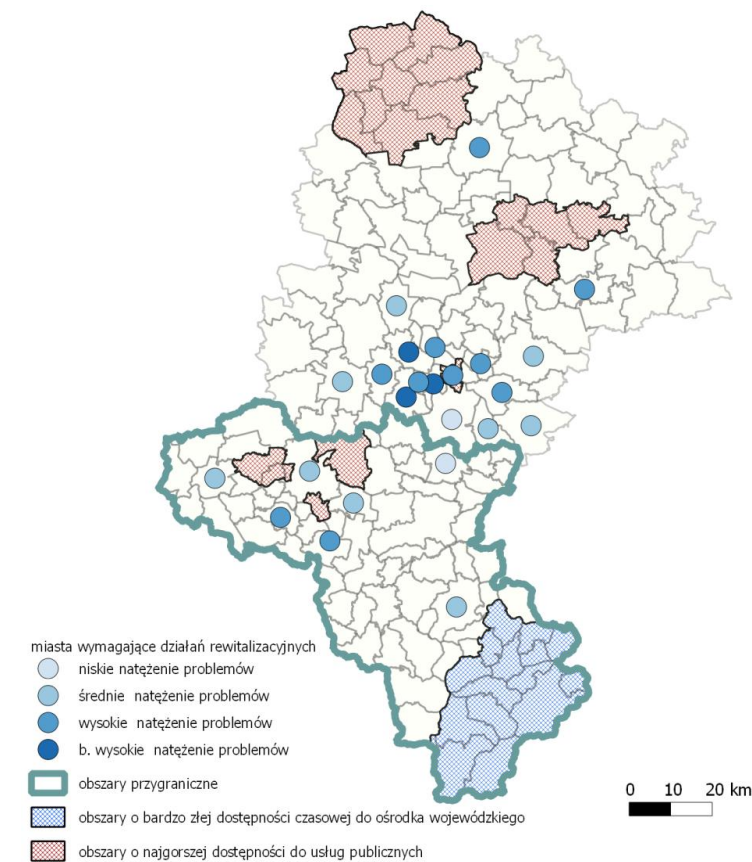 miasta wymagające działań rewitalizacyjnych
niskie natężenie problemów
średnie natężenie problemów
wysokie natężenie problemów
b. wysokie natężenie problemów
obszary przygraniczne
0 10 20 km
obszary o bardzo złej dostępności czasowej do ośrodka wojewódzkiego
obszary o najgorszej dostępności do usług publicznych